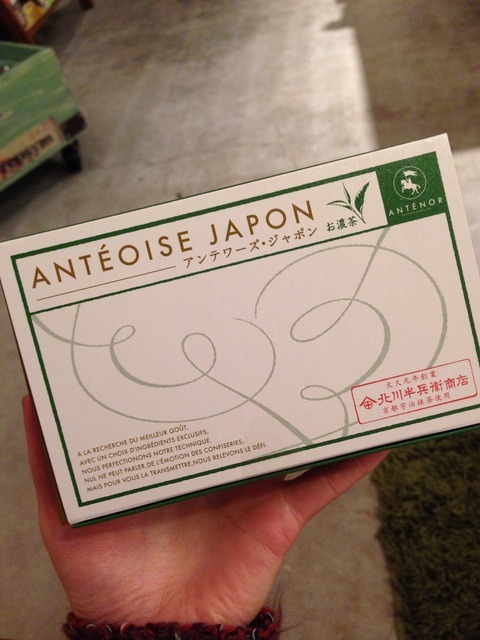 ANTÉOISE JAPON
アンテワーズ・ジャポン
お濃茶
ANTÉNOR
A LA RECHERCHE DU MEILLEUR GOÛT,
AVEC UN CHOIX D'INGRÉDIENTS EXCLUSIFS,
NOUS PERFECTIONONS NOTRE TECHNIQUE.
NUL NE PEUT PARLER DE L'ÉMOTION DES CONFISERIES,
MAIS POUR VOUS LA TRANSMETTRE, NOUS RELEVONS LE DÉFI.
文久元年創業
北川半兵衛商店
京都宇治抹茶使用